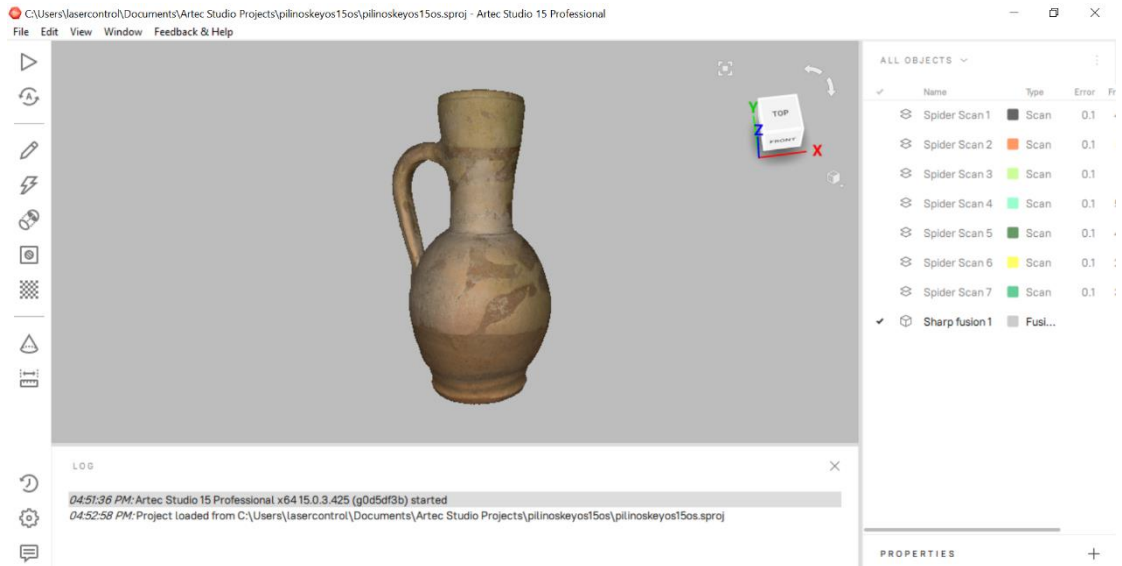 C:\Users\lasercontrol\Documents\Artec Studio Projects\pilinoskeyos15os\pilinoskeyos15os.sproj - Artec Studio 15 Professional
File Edit View Window Feedback & Help
ALL OBJECTS
Name Type Error Fr
Spider Scan 1 Scan 0.1
Spider Scan 2 Scan 0.1
Spider Scan 3 Scan 0.1
Spider Scan 4 Scan 0.1
Spider Scan 5 Scan 0.1
Spider Scan 6 Scan 0.1
Spider Scan 7 Scan 0.1
Sharp fusion 1 Fusi...
Y
TOP
Z
FRONT
X
LOG
04:51:36 PM: Artec Studio 15 Professional x64 15.0.3.425 (g0d5df3b) started
04:52:58 PM: Project loaded from C:\Users\lasercontrol\Documents\Artec Studio Projects\pilinoskeyos15os\pilinoskeyos15os.sproj
PROPERTIES